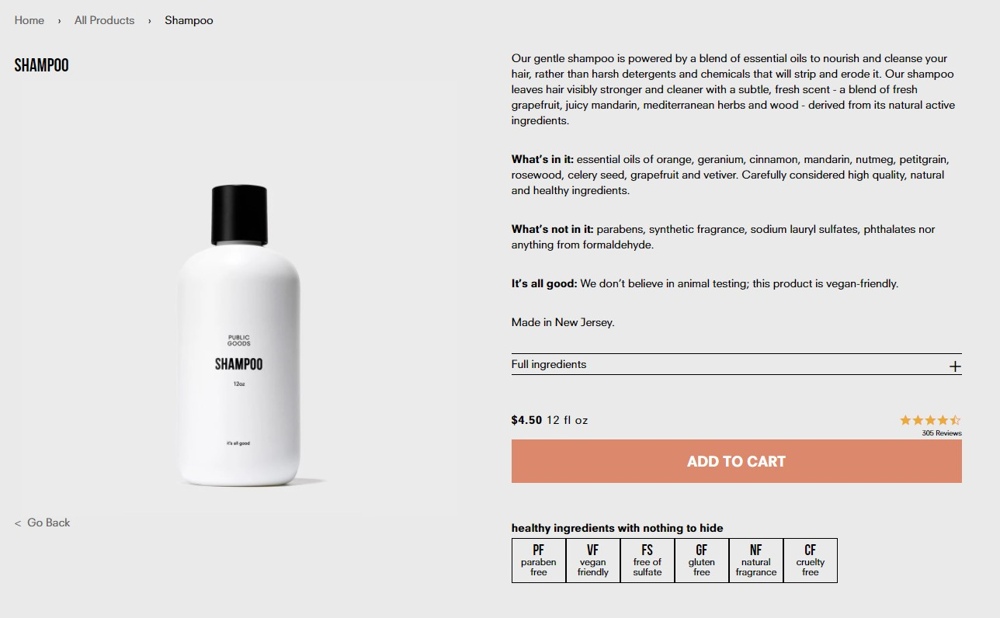 Home › All Products › Shampoo
SHAMPOO
PUBLIC
GOODS
SHAMPOO
12oz
it's all good
< Go Back
Our gentle shampoo is powered by a blend of essential oils to nourish and cleanse your
hair, rather than harsh detergents and chemicals that will strip and erode it. Our shampoo
leaves hair visibly stronger and cleaner with a subtle, fresh scent - a blend of fresh
grapefruit, juicy mandarin, mediterranean herbs and wood - derived from its natural active
ingredients.
What's in it: essential oils of orange, geranium, cinnamon, mandarin, nutmeg, petitgrain,
rosewood, celery seed, grapefruit and vetiver. Carefully considered high quality, natural
and healthy ingredients.
What's not in it: parabens, synthetic fragrance, sodium lauryl sulfates, phthalates nor
anything from formaldehyde.
It's all good: We don't believe in animal testing; this product is vegan-friendly.
Made in New Jersey.
Full ingredients +
$4.50 12 fl oz
305 Reviews
ADD TO CART
healthy ingredients with nothing to hide
PF VF FS GF NF CF
paraben vegan free of gluten natural cruelty
free friendly sulfate free fragrance free